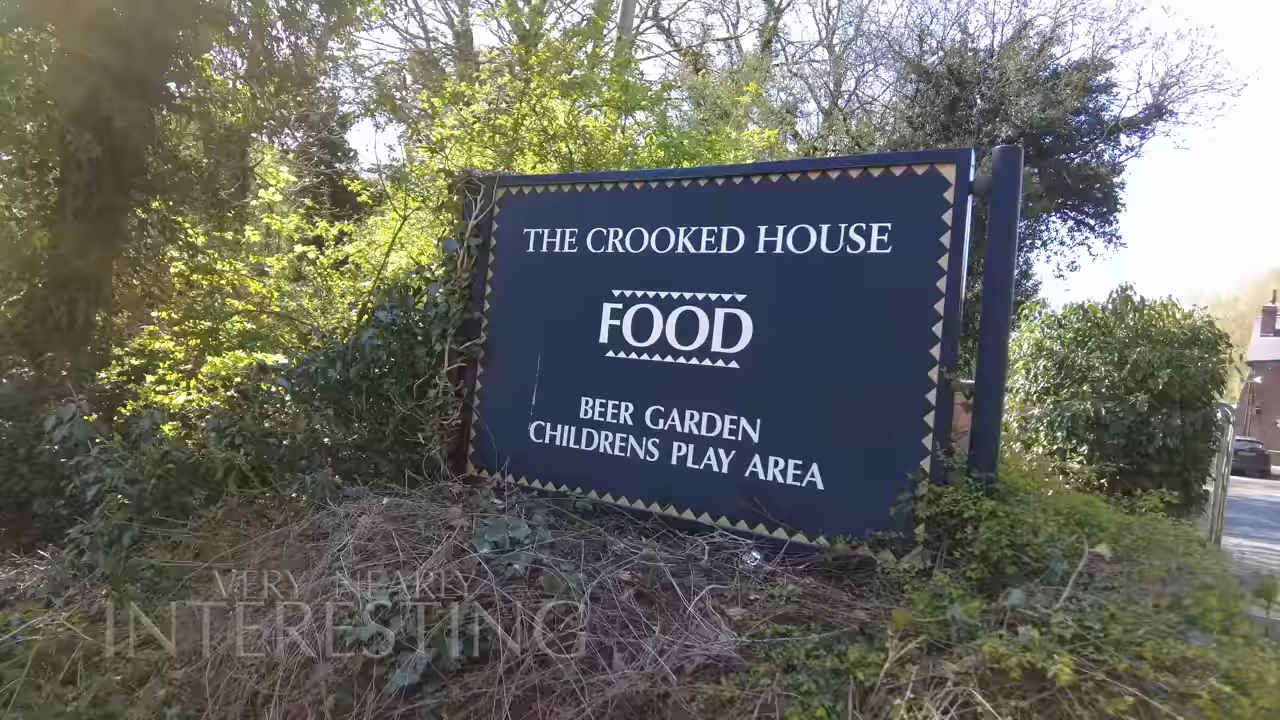 THE CROOKED HOUSE
FOOD
BEER GARDEN
CHILDRENS PLAY AREA
VERY NEARLY
INTERESTING